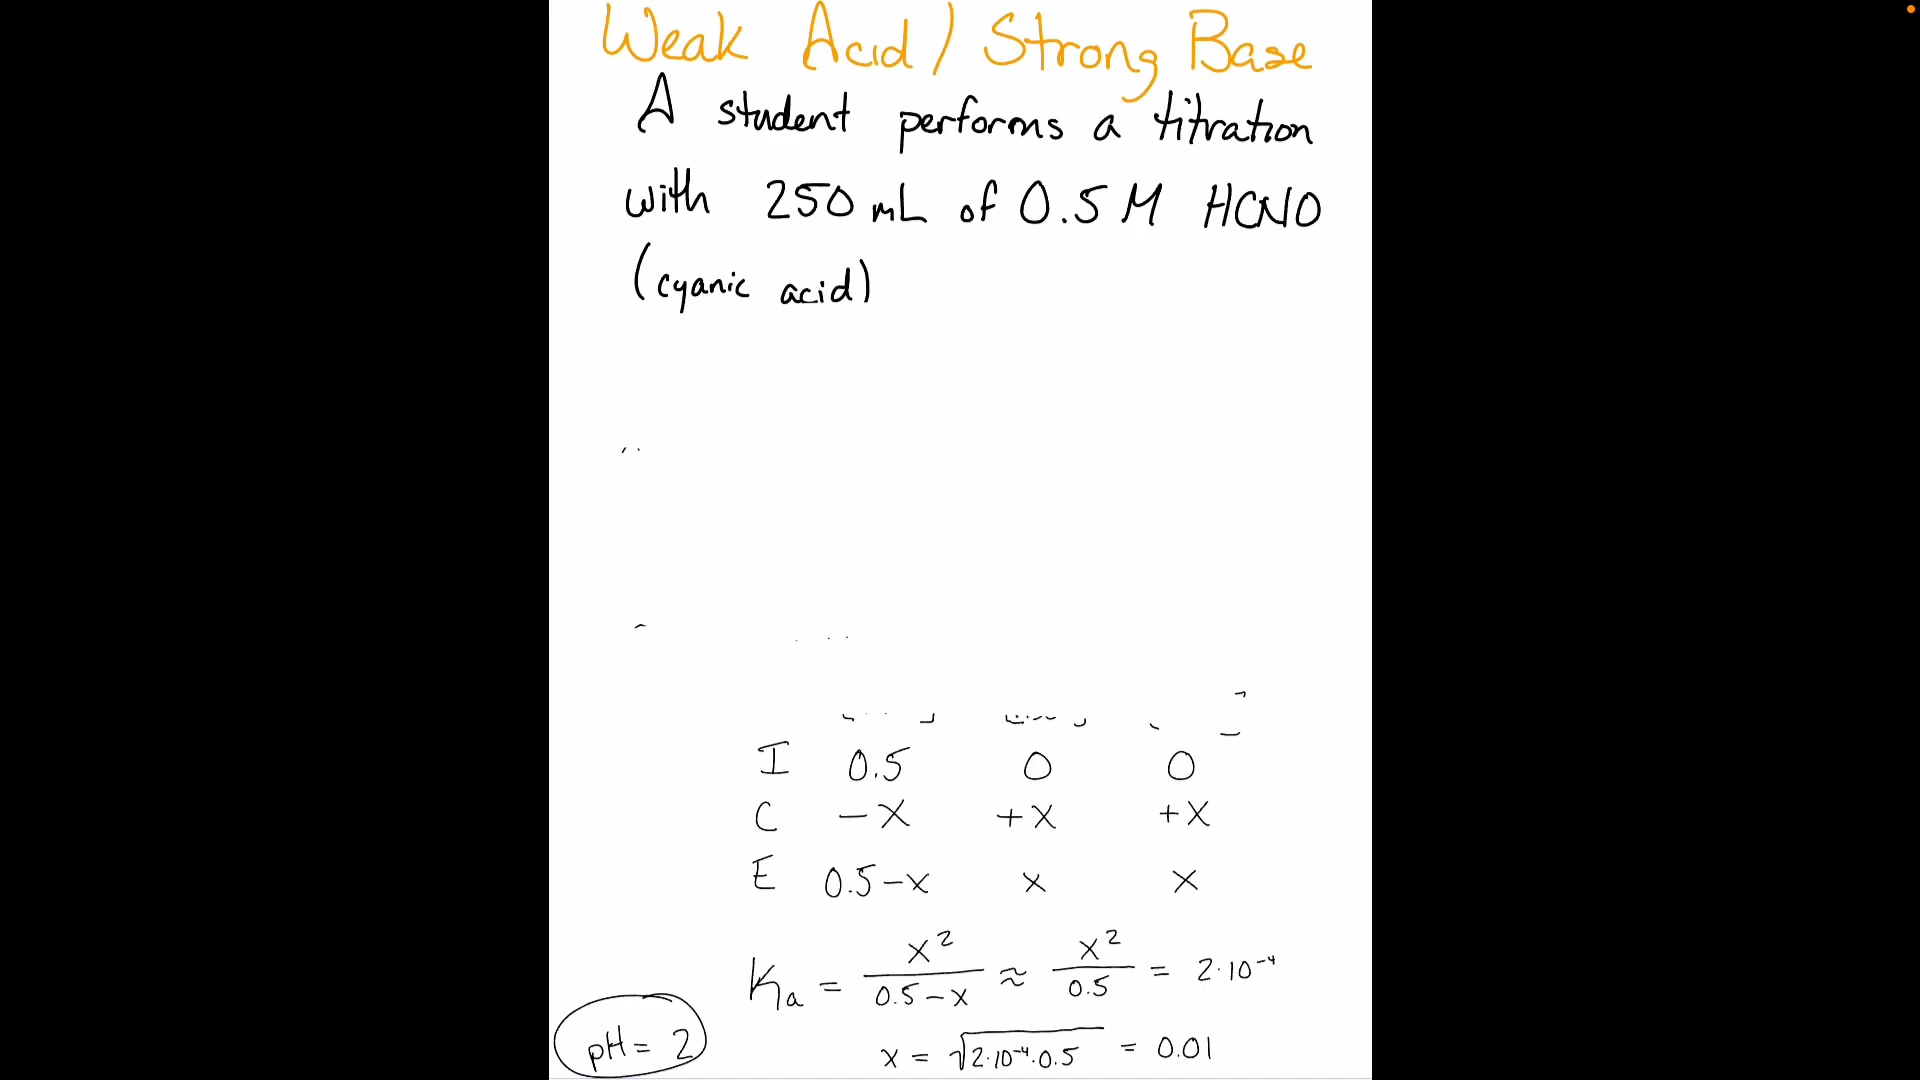 Weak Acid / Strong Base
A student performs a titration
with 250 mL of 0.5 M HCNO
(cyanic acid)
I 0.5 0 0
C -x +x +x
E 0.5-x x x
Ka = x²/(0.5-x) ≈ x²/0.5 = 2·10⁻⁴
x = √(2·10⁻⁴·0.5) = 0.01
pH = 2